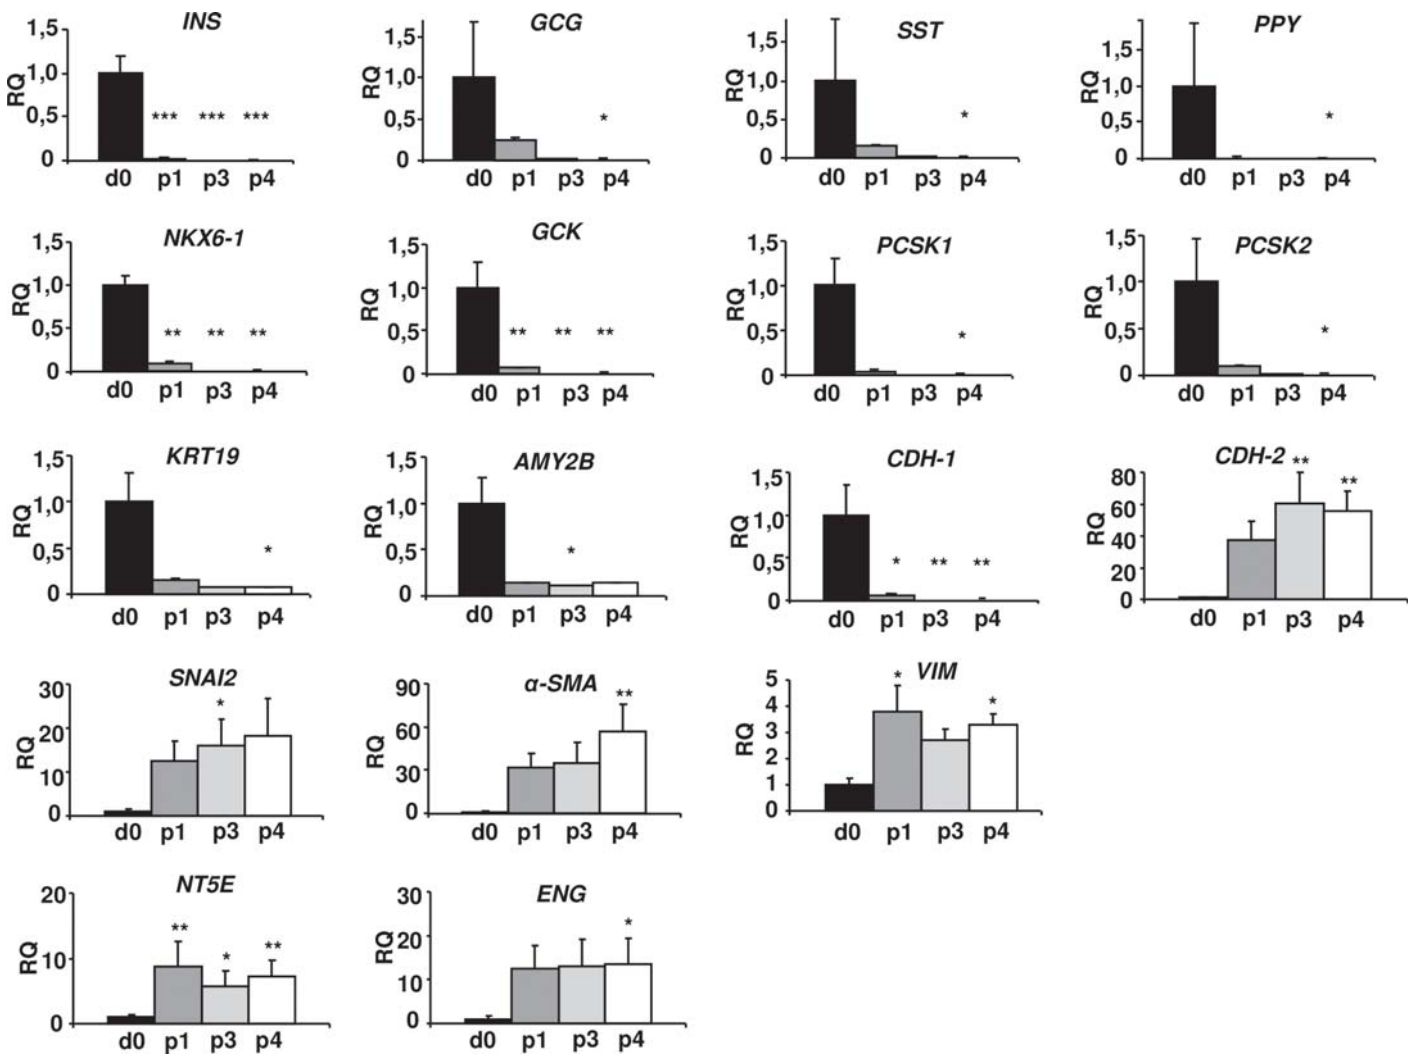 INS
1,5
1,0
0,5
0
RQ
*** *** ***
d0 p1 p3 p4
GCG
1,5
1,0
0,5
0
RQ
*
d0 p1 p3 p4
SST
1,5
1,0
0,5
0
RQ
*
d0 p1 p3 p4
PPY
1,5
1,0
0,5
0
RQ
*
d0 p1 p3 p4
NKX6-1
1,5
1,0
0,5
0
RQ
** ** **
d0 p1 p3 p4
GCK
1,5
1,0
0,5
0
RQ
** ** **
d0 p1 p3 p4
PCSK1
1,5
1,0
0,5
0
RQ
*
d0 p1 p3 p4
PCSK2
1,5
1,0
0,5
0
RQ
*
d0 p1 p3 p4
KRT19
1,5
1,0
0,5
0
RQ
*
d0 p1 p3 p4
AMY2B
1,5
1,0
0,5
0
RQ
*
d0 p1 p3 p4
CDH-1
1,5
1,0
0,5
0
RQ
* ** **
d0 p1 p3 p4
CDH-2
80
60
40
20
0
RQ
** **
d0 p1 p3 p4
SNAI2
30
20
10
0
RQ
*
d0 p1 p3 p4
α-SMA
90
60
30
0
RQ
**
d0 p1 p3 p4
VIM
5
4
3
2
1
0
RQ
* *
d0 p1 p3 p4
NT5E
20
10
0
RQ
** * **
d0 p1 p3 p4
ENG
30
20
10
0
RQ
*
d0 p1 p3 p4